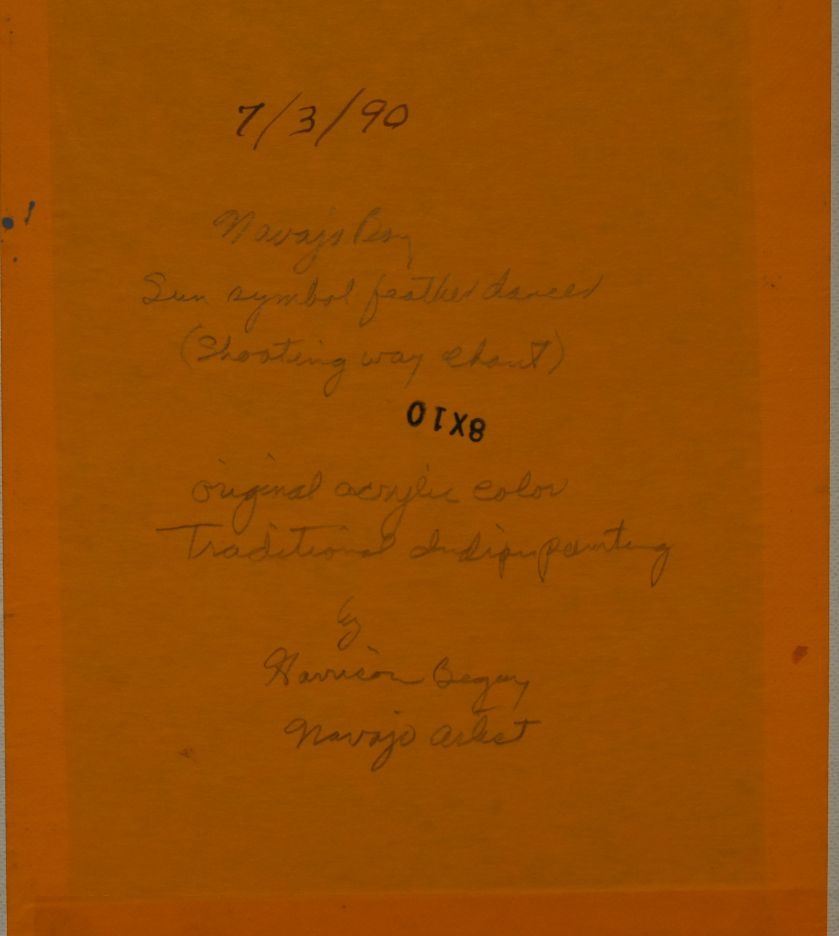 7/3/90
Navajo Boy
Sun symbol feather dancer
(Shooting way chant)
8X10
original acrylic color
Traditional Indian painting
by
Harrison Begay
Navajo Artist